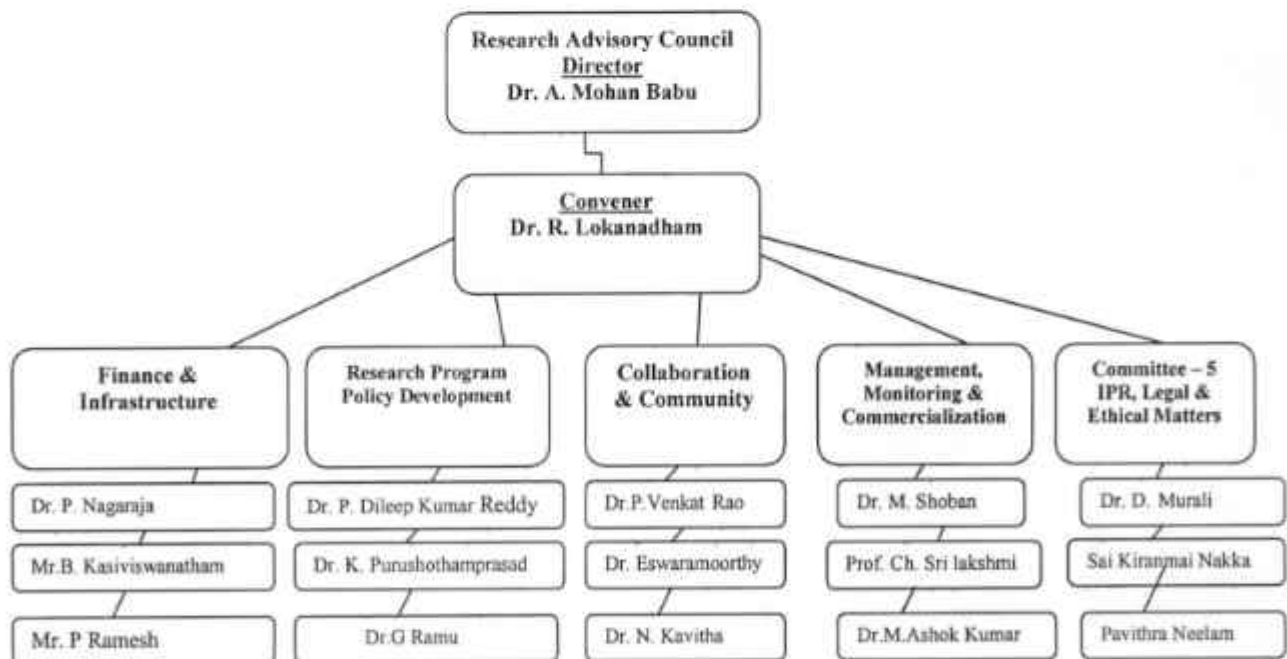 Research Advisory Council
Director
Dr. A. Mohan Babu
Convener
Dr. R. Lokanadham
Finance &
Infrastructure
Research Program
Policy Development
Collaboration
& Community
Management,
Monitoring &
Commercialization
Committee – 5
IPR, Legal &
Ethical Matters
Dr. P. Nagaraja
Dr. P. Dileep Kumar Reddy
Dr.P.Venkat Rao
Dr. M. Shoban
Dr. D. Murali
Mr.B. Kasiviswanatham
Dr. K. Purushothamprasad
Dr. Eswaramoorthy
Prof. Ch. Sri lakshmi
Sai Kiranmai Nakka
Mr. P Ramesh
Dr.G Ramu
Dr. N. Kavitha
Dr.M.Ashok Kumar
Pavithra Neelam